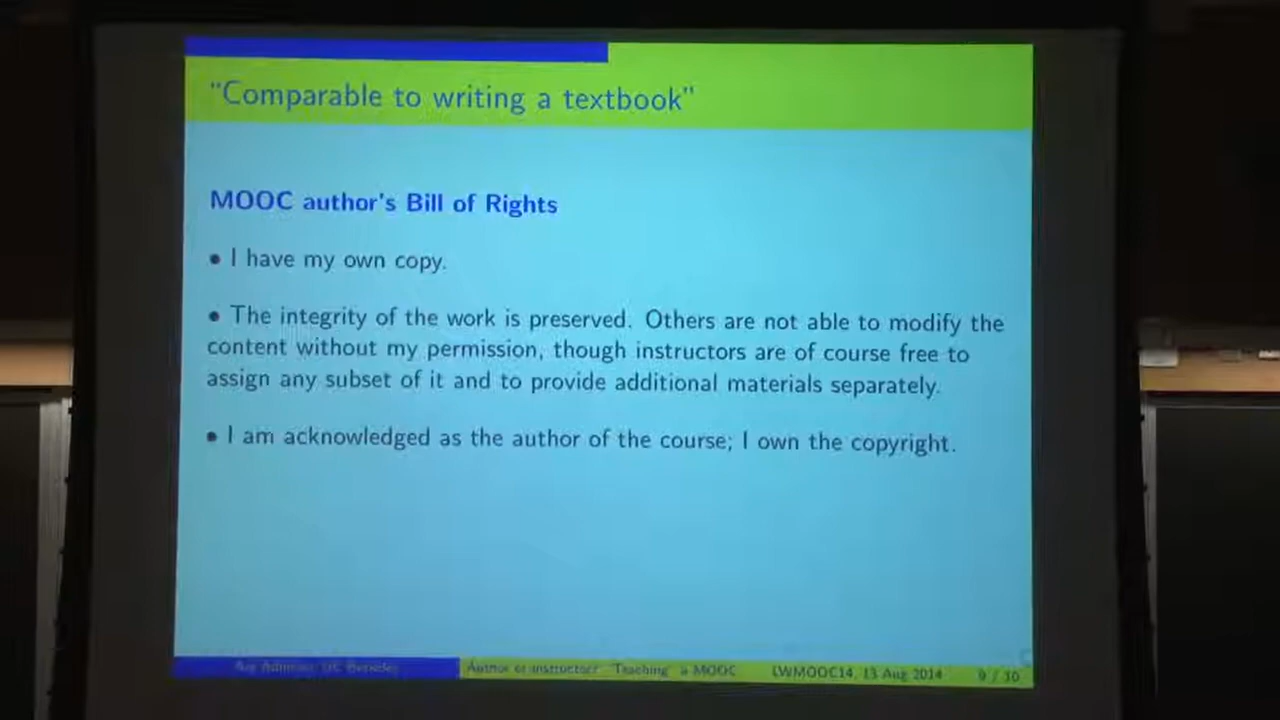 "Comparable to writing a textbook"
MOOC author's Bill of Rights
• I have my own copy.
• The integrity of the work is preserved. Others are not able to modify the
content without my permission, though instructors are of course free to
assign any subset of it and to provide additional materials separately.
• I am acknowledged as the author of the course; I own the copyright.
UC Berkeley
Author or instructor? "Teaching" a MOOC LWMOOC14, 13 Aug 2014 9 / 10